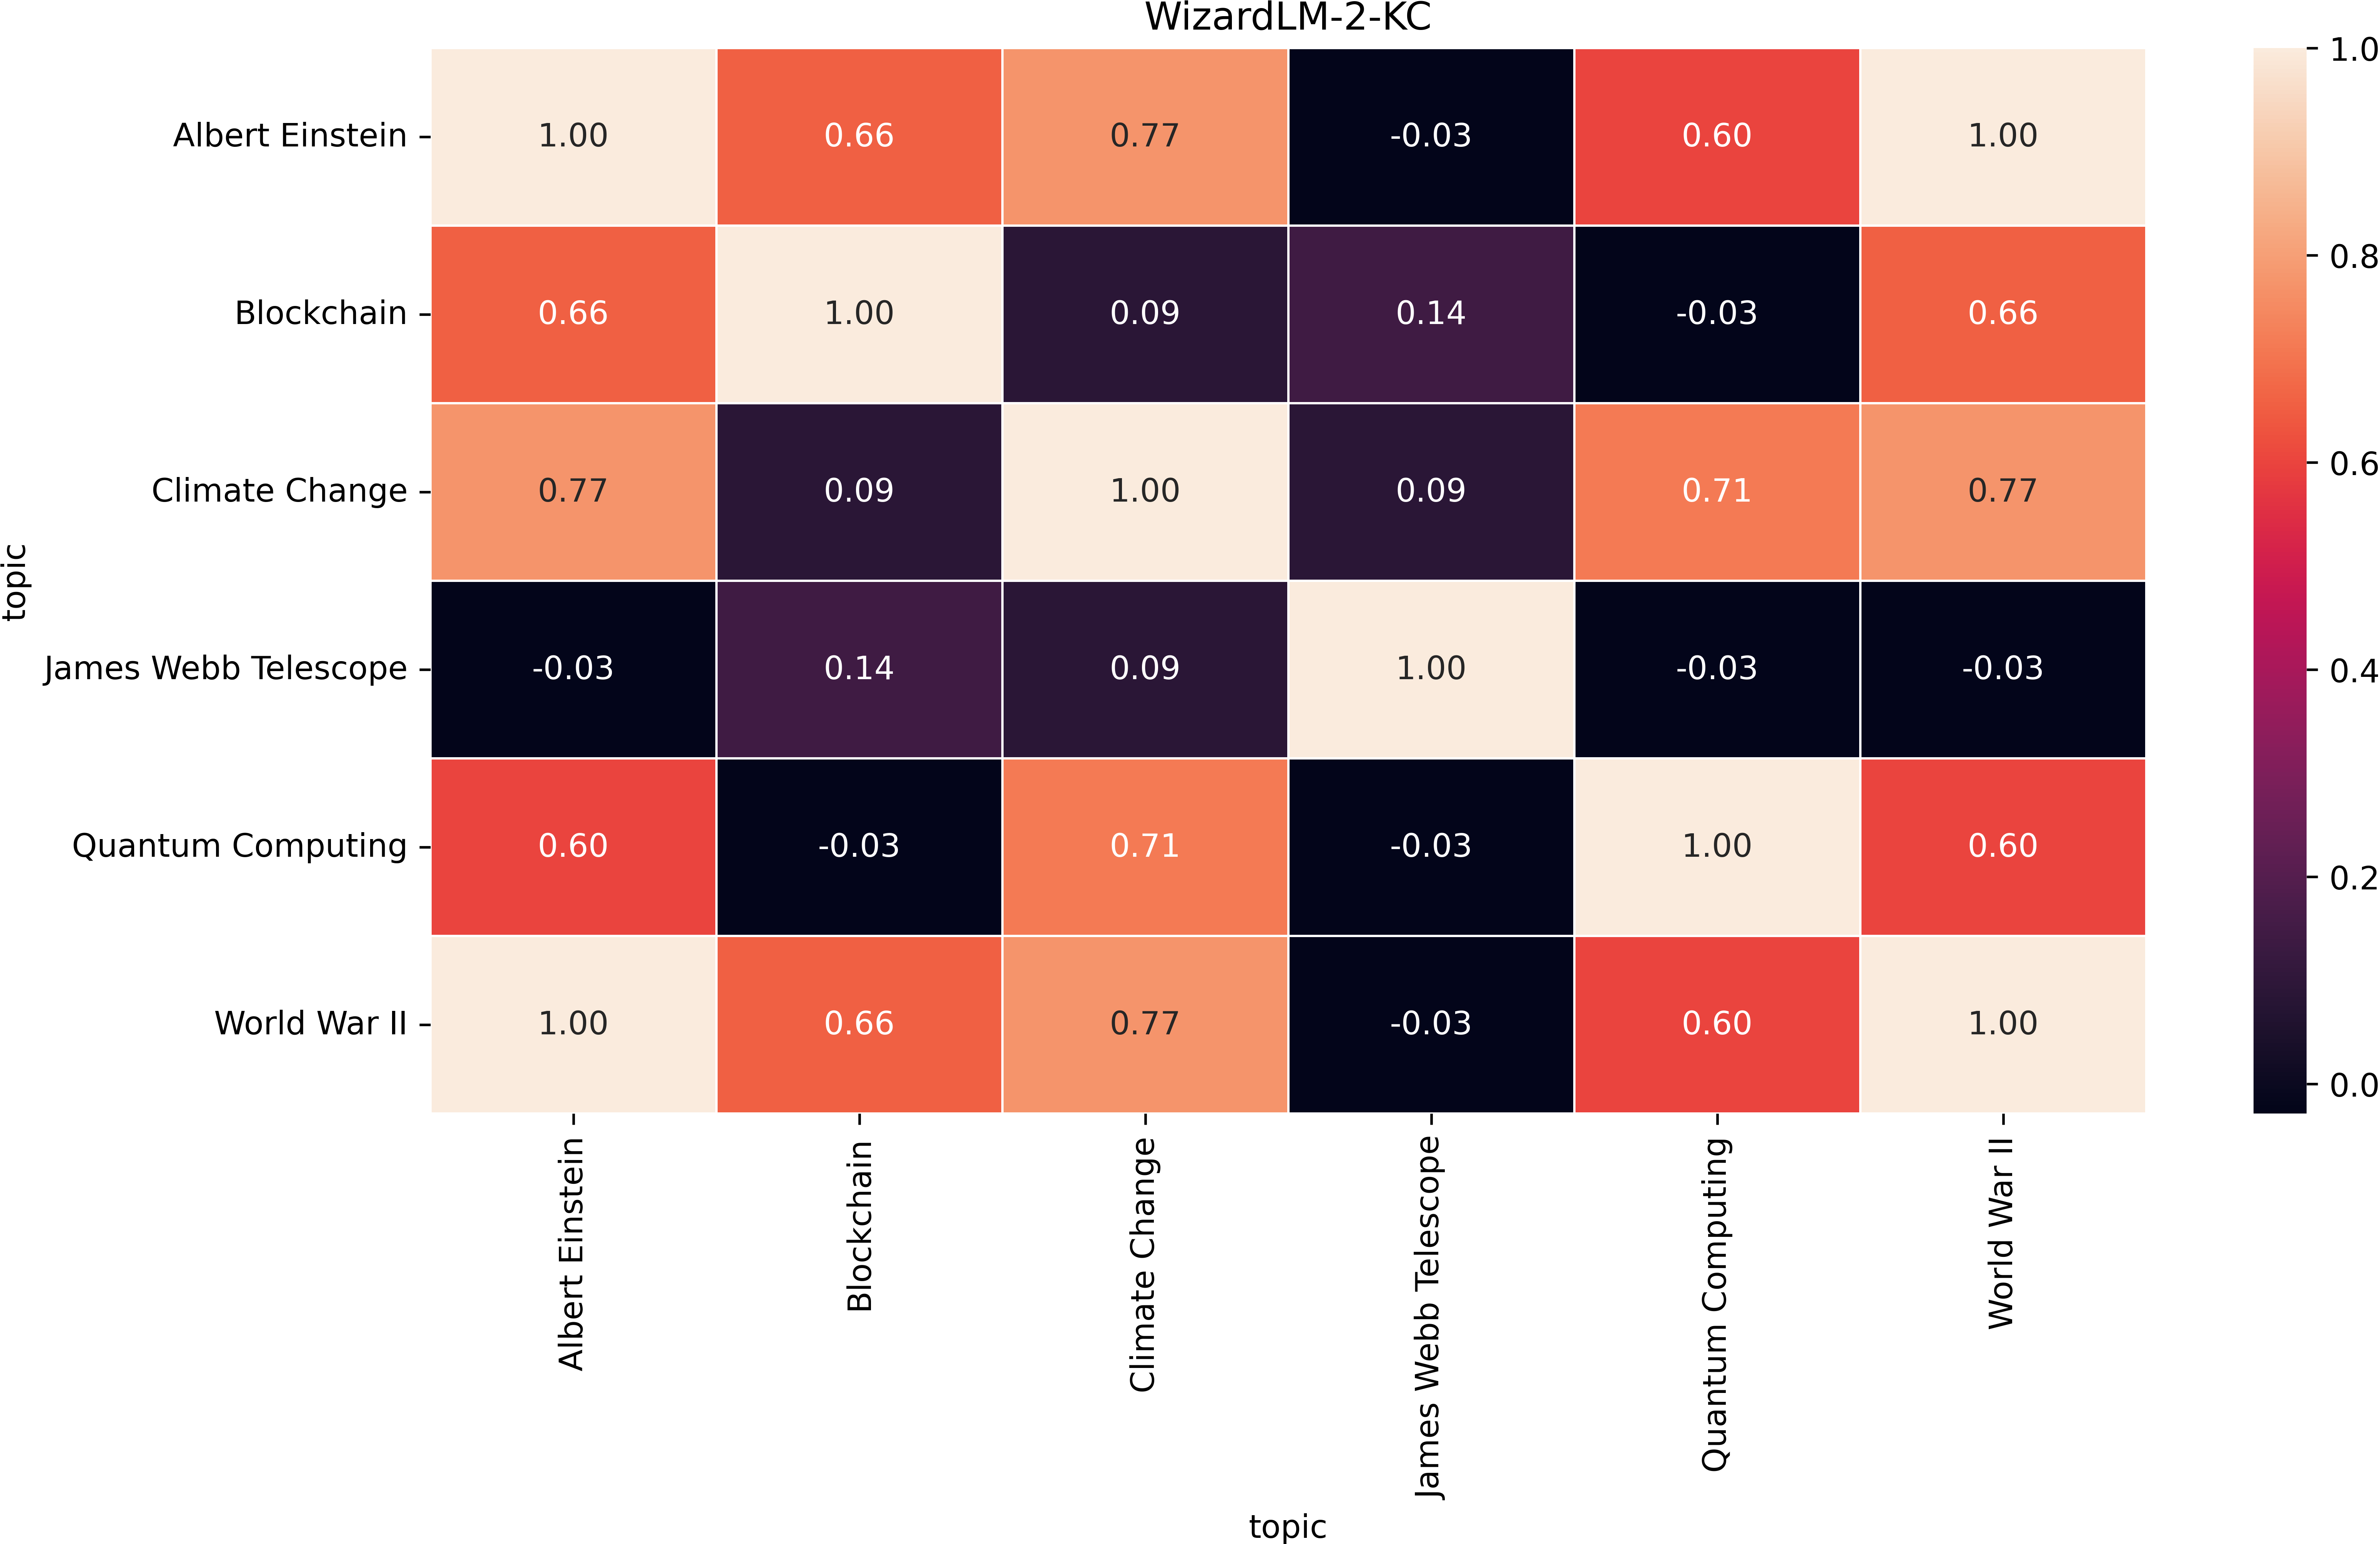 WizardLM-2-KC
Albert Einstein 1.00 0.66 0.77 -0.03 0.60 1.00
Blockchain 0.66 1.00 0.09 0.14 -0.03 0.66
Climate Change 0.77 0.09 1.00 0.09 0.71 0.77
James Webb Telescope -0.03 0.14 0.09 1.00 -0.03 -0.03
Quantum Computing 0.60 -0.03 0.71 -0.03 1.00 0.60
World War II 1.00 0.66 0.77 -0.03 0.60 1.00
topic
Albert Einstein
Blockchain
Climate Change
James Webb Telescope
Quantum Computing
World War II
topic
1.0
0.8
0.6
0.4
0.2
0.0